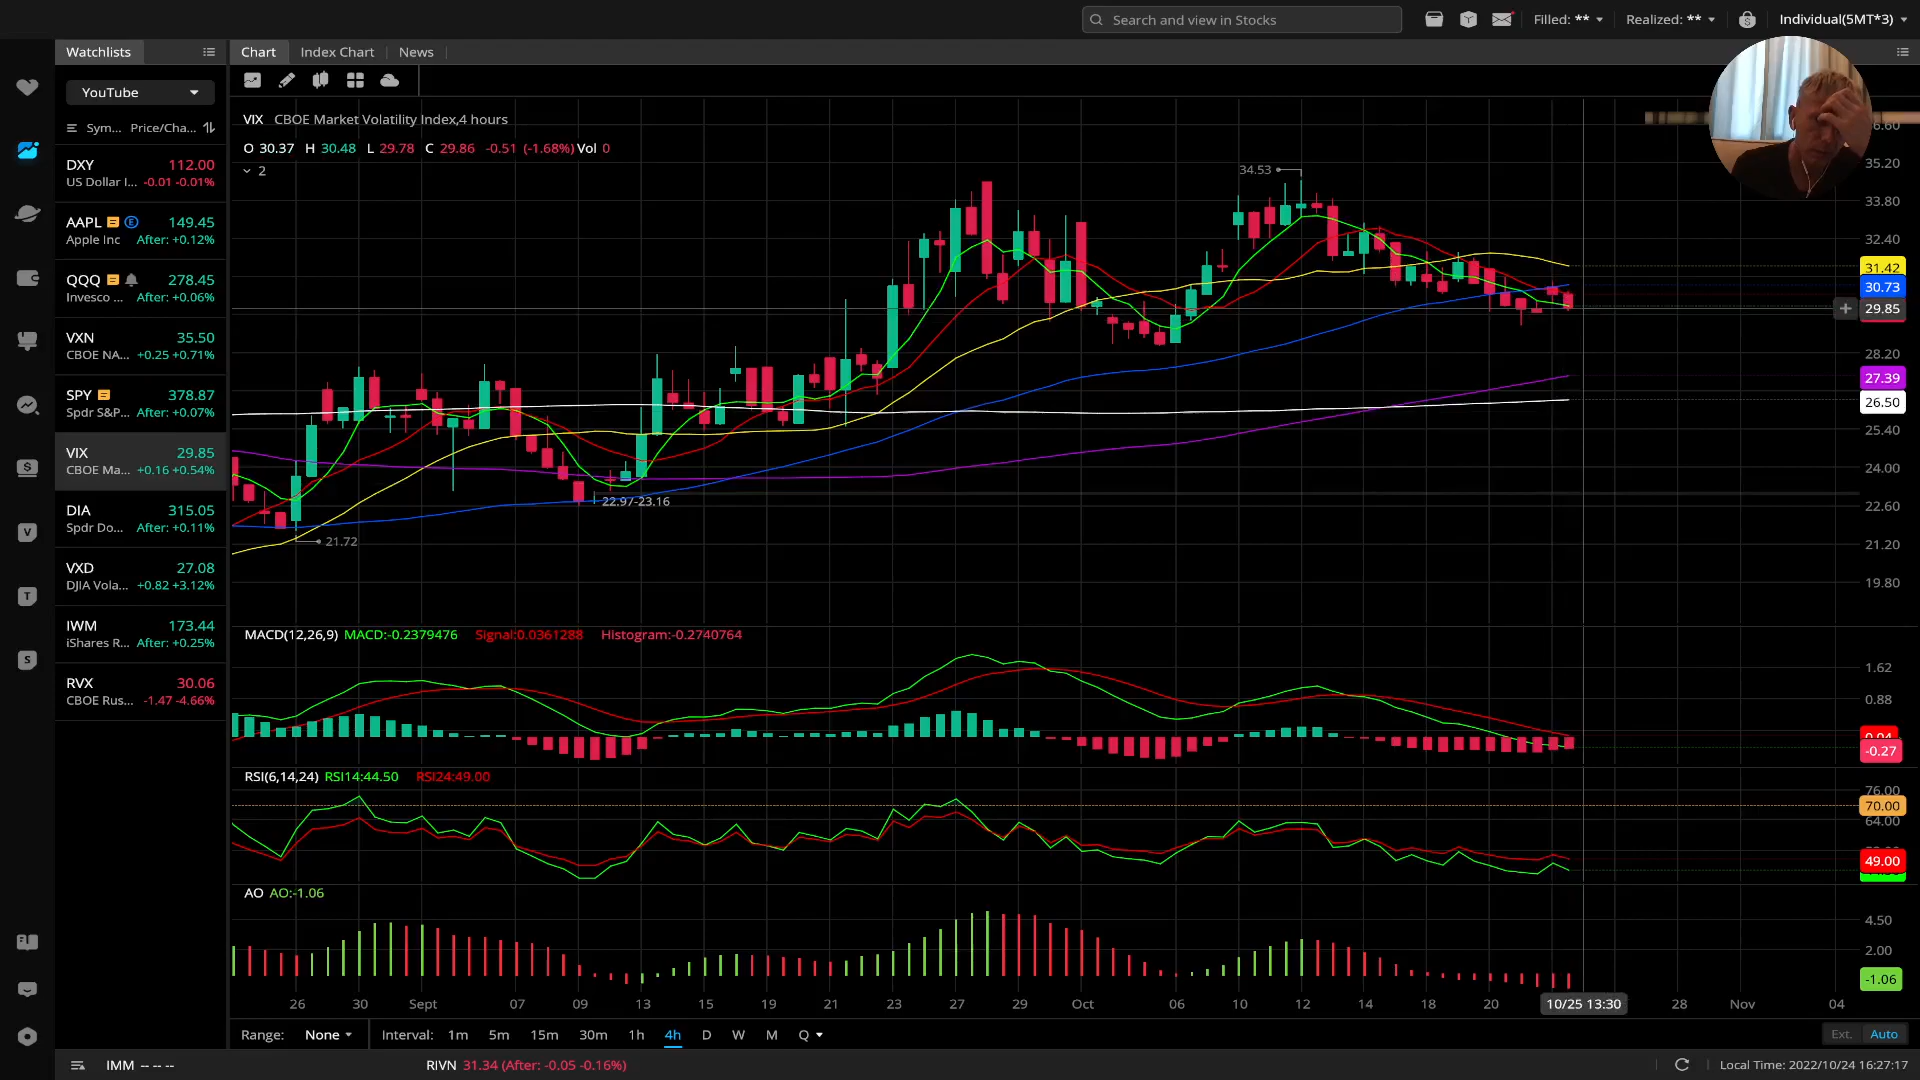 Search and view in Stocks
Filled: **
Realized: **
Individual(5MT*3)
Watchlists
Chart
Index Chart
News
YouTube
Sym... Price/Cha...
DXY 112.00
US Dollar I... -0.01 -0.01%
AAPL E 149.45
Apple Inc After: +0.12%
QQQ 278.45
Invesco ... After: +0.06%
VXN 35.50
CBOE NA... +0.25 +0.71%
SPY 378.87
Spdr S&P... After: +0.07%
VIX 29.85
CBOE Ma... +0.16 +0.54%
DIA 315.05
Spdr Do... After: +0.11%
VXD 27.08
DJIA Vola... +0.82 +3.12%
IWM 173.44
iShares R... After: +0.25%
RVX 30.06
CBOE Rus... -1.47 -4.66%
VIX CBOE Market Volatility Index,4 hours
O 30.37 H 30.48 L 29.78 C 29.86 -0.51 (-1.68%) Vol 0
2
34.53
22.97-23.16
21.72
35.20
33.80
32.40
31.42
30.73
29.85
28.20
27.39
26.50
25.40
24.00
22.60
21.20
19.80
MACD(12,26,9) MACD:-0.2379476 Signal:0.0361288 Histogram:-0.2740764
1.62
0.88
0.04
-0.27
RSI(6,14,24) RSI14:44.50 RSI24:49.00
76.00
70.00
64.00
49.00
AO AO:-1.06
4.50
2.00
-1.06
26 30 Sept 07 09 13 15 19 21 23 27 29 Oct 06 10 12 14 18 20 10/25 13:30 28 Nov 04
Range: None Interval: 1m 5m 15m 30m 1h 4h D W M Q Ext. Auto
IMM -- -- --
RIVN 31.34 (After: -0.05 -0.16%)
Local Time: 2022/10/24 16:27:17